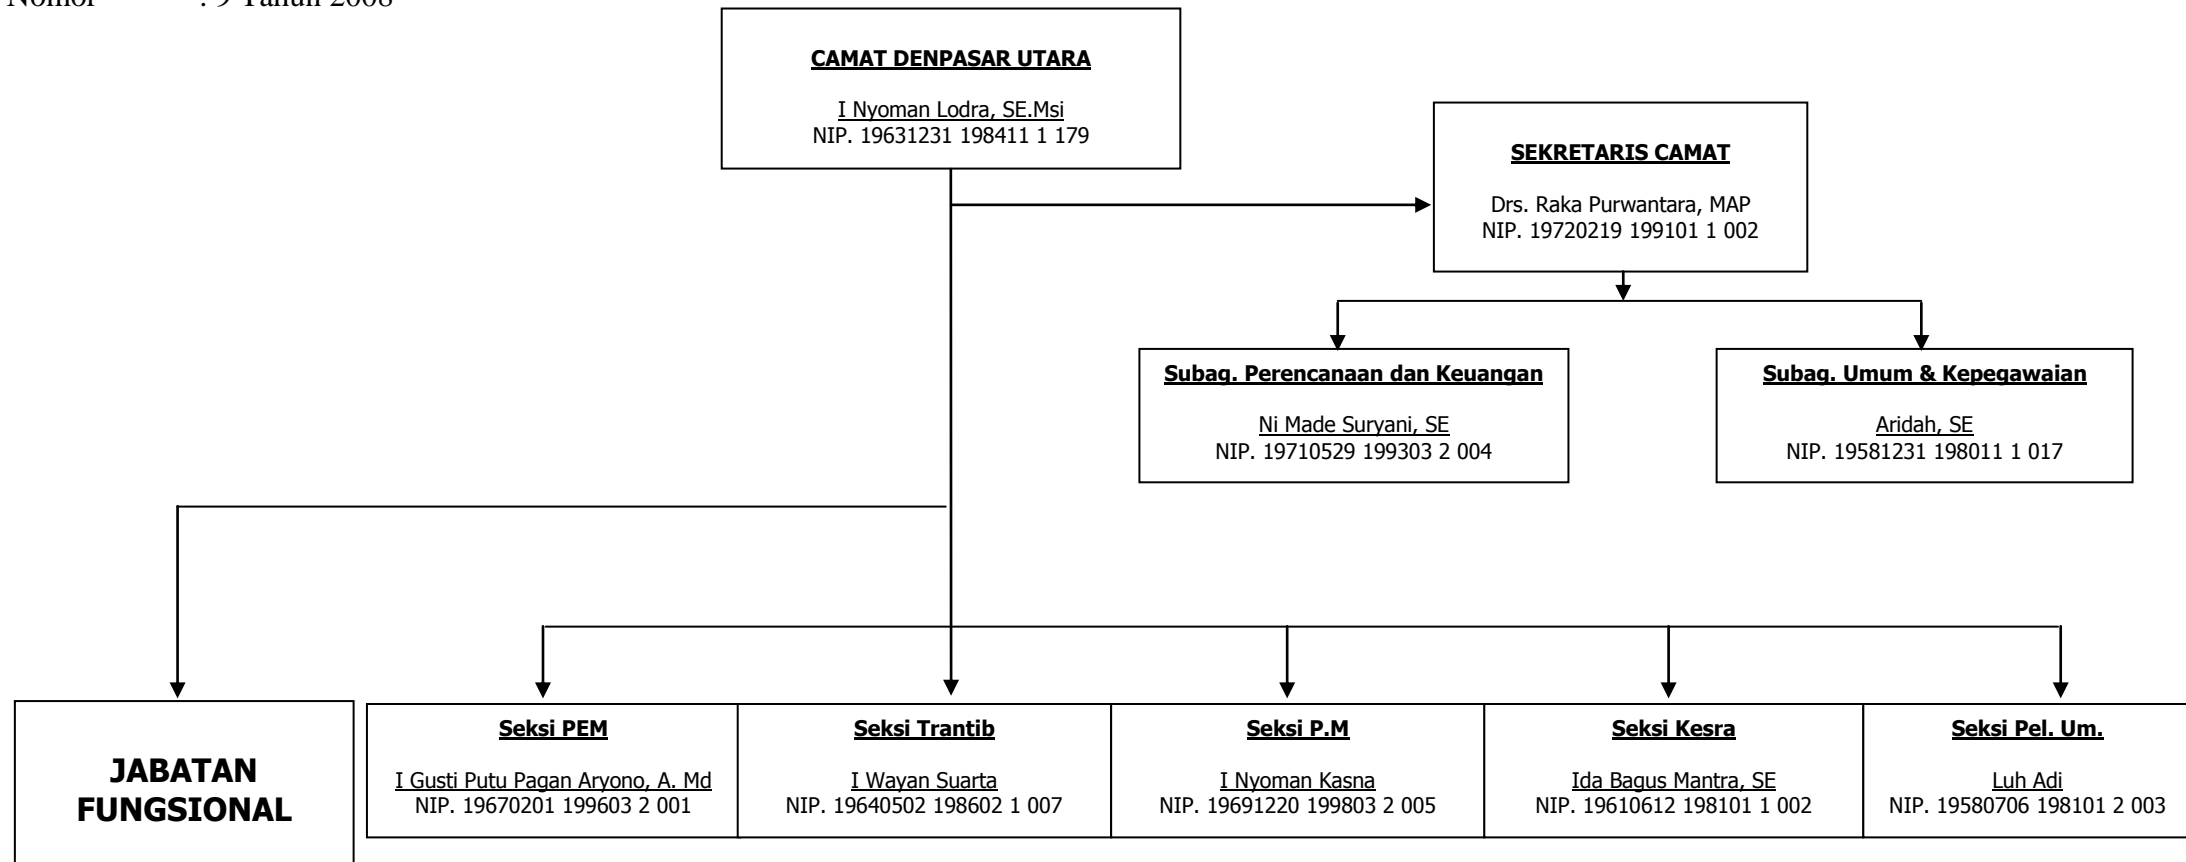 Nomor : 9 Tahun 2008
CAMAT DENPASAR UTARA
I Nyoman Lodra, SE.Msi
NIP. 19631231 198411 1 179
SEKRETARIS CAMAT
Drs. Raka Purwantara, MAP
NIP. 19720219 199101 1 002
Subag. Perencanaan dan Keuangan
Ni Made Suryani, SE
NIP. 19710529 199303 2 004
Subag. Umum & Kepegawaian
Aridah, SE
NIP. 19581231 198011 1 017
JABATAN
FUNGSIONAL
Seksi PEM
I Gusti Putu Pagan Aryono, A. Md
NIP. 19670201 199603 2 001
Seksi Trantib
I Wayan Suarta
NIP. 19640502 198602 1 007
Seksi P.M
I Nyoman Kasna
NIP. 19691220 199803 2 005
Seksi Kesra
Ida Bagus Mantra, SE
NIP. 19610612 198101 1 002
Seksi Pel. Um.
Luh Adi
NIP. 19580706 198101 2 003